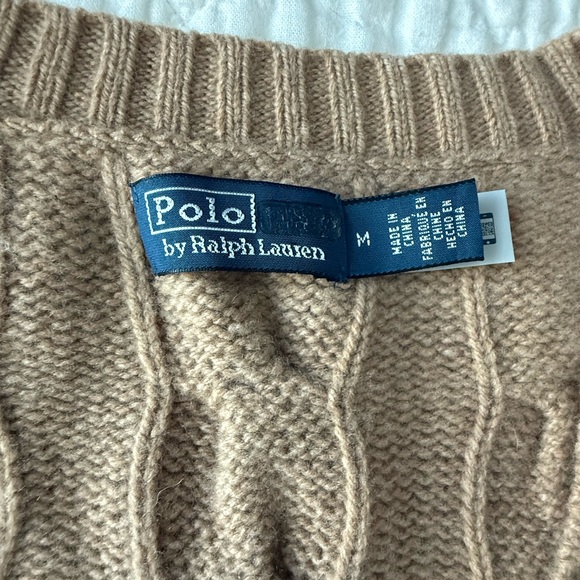 Polo
by Ralph Lauren
M
MADE IN
CHINA
FABRIQUÉ EN
CHINE
HECHO EN
CHINA